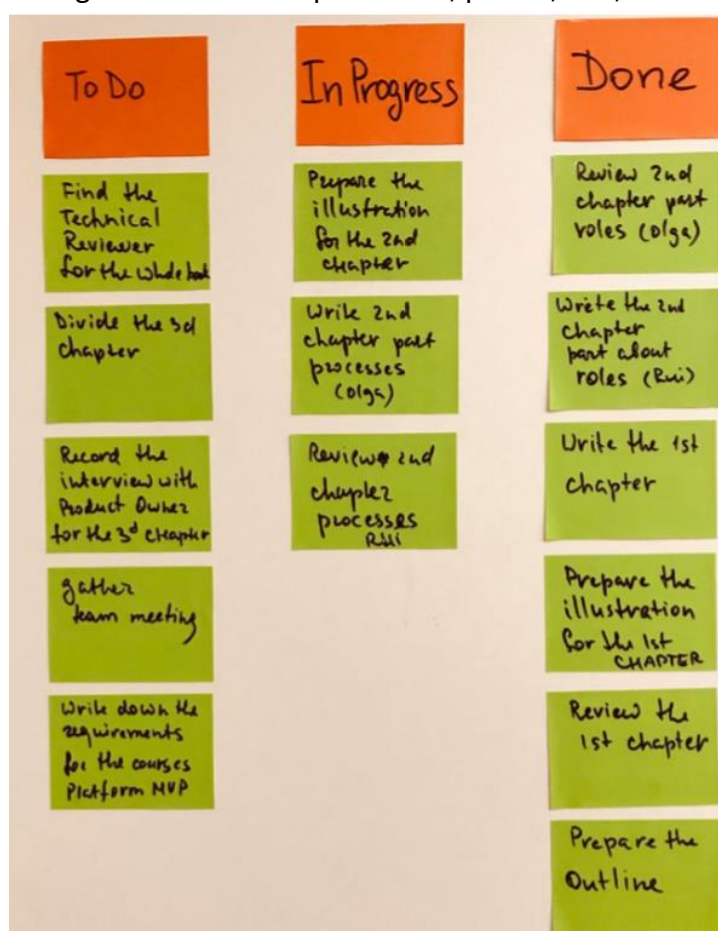 To Do
Find the
Technical
Reviewer
for the whole book
Divide the 3d
chapter
Record the
interview with
Product Owner
for the 3d chapter
gather
team meeting
Write down the
requirements
for the courses
Platform MVP
In Progress
Prepare the
illustration
for the 2nd
chapter
Write 2nd
chapter part
processes
(Olga)
Review 2nd
chapter
processes
Rui
Done
Review 2nd
chapter part
roles (Olga)
Wrete the 2nd
chapter
part about
roles (Rui)
Write the 1st
chapter
Prepare the
illustration
for the 1st
CHAPTER
Review the
1st chapter
Prepare the
Outline